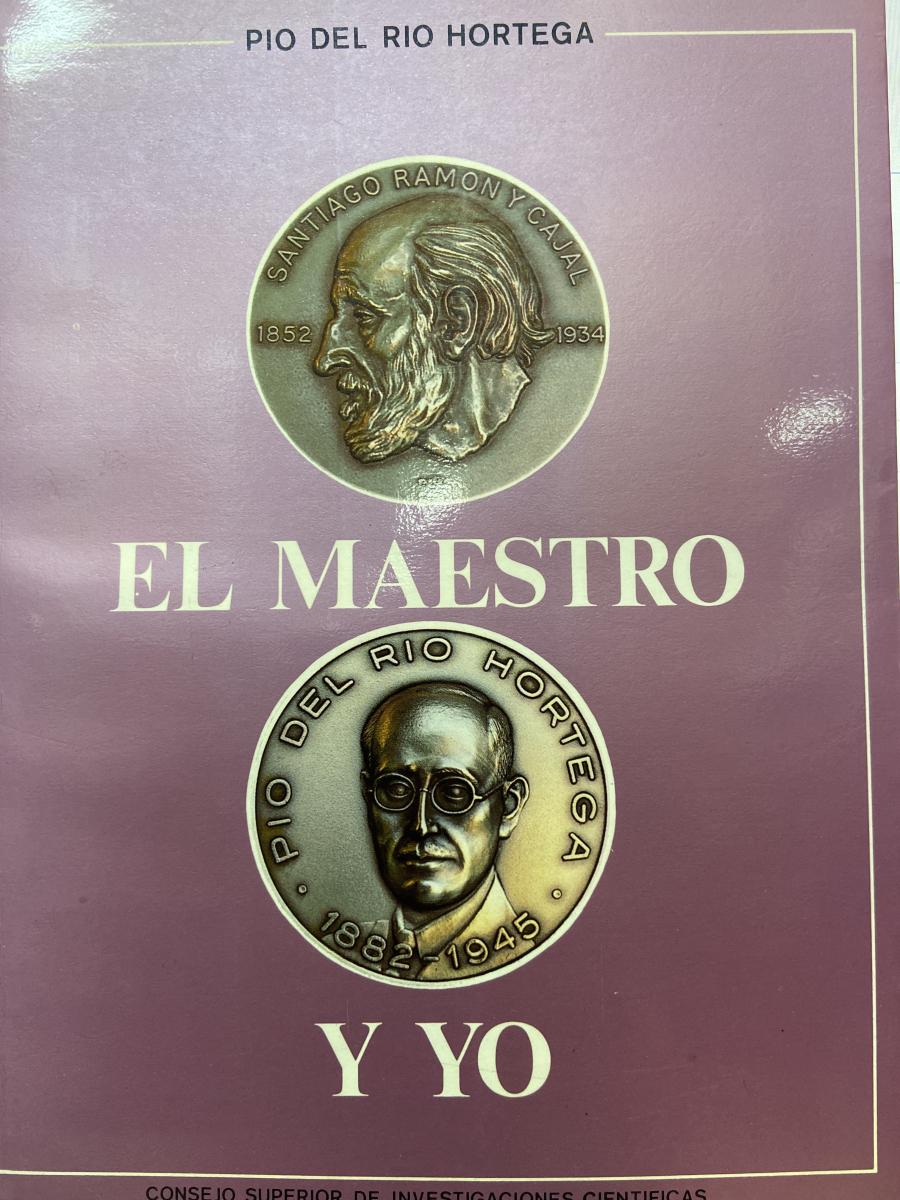 PIO DEL RIO HORTEGA
SANTIAGO RAMON Y CAJAL
1852 1934
EL MAESTRO
PIO DEL RIO HORTEGA
1882-1945
Y YO
CONSEJO SUPERIOR DE INVESTIGACIONES CIENTIFICAS